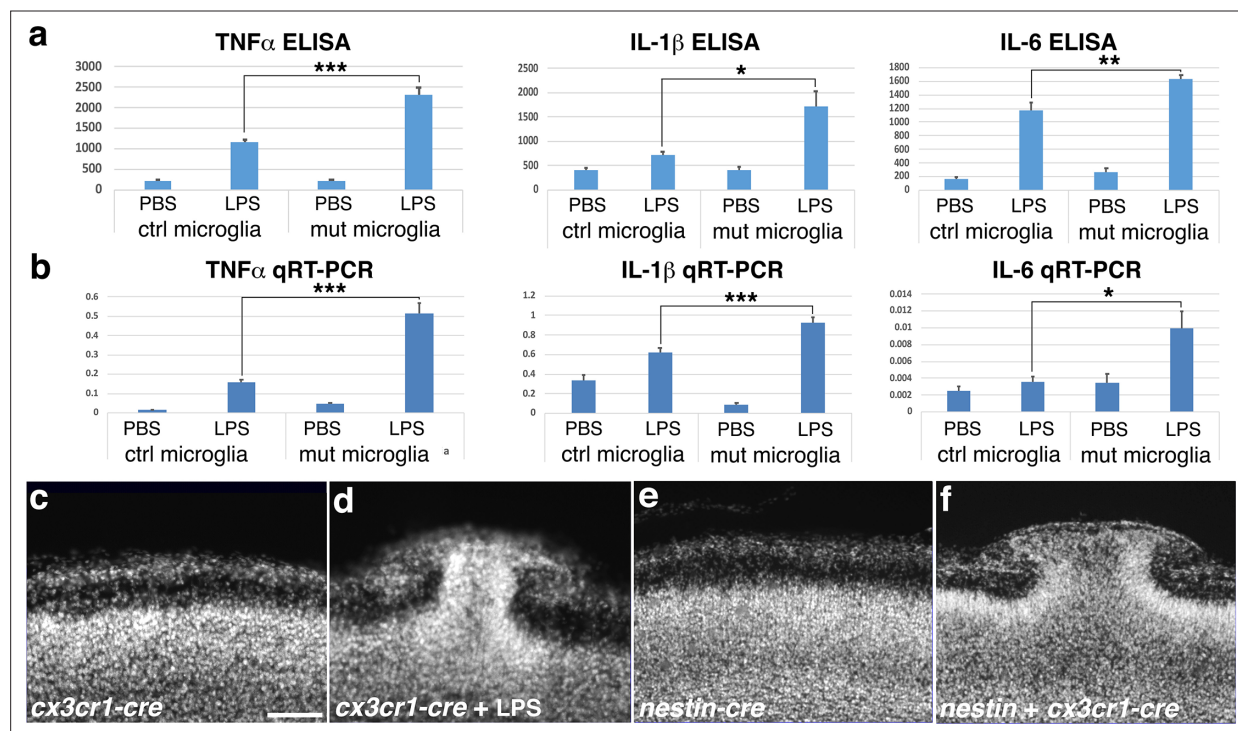 a
TNFα ELISA
3000
2500
2000
1500
1000
500
0
***
PBS LPS PBS LPS
ctrl microglia mut microglia
IL-1β ELISA
2500
2000
1500
1000
500
0
*
PBS LPS PBS LPS
ctrl microglia mut microglia
IL-6 ELISA
1800
1600
1400
1200
1000
800
600
400
200
0
**
PBS LPS PBS LPS
ctrl microglia mut microglia
b
TNFα qRT-PCR
0.6
0.5
0.4
0.3
0.2
0.1
0
***
PBS LPS PBS LPS
ctrl microglia mut microglia a
IL-1β qRT-PCR
1.2
1
0.8
0.6
0.4
0.2
0
***
PBS LPS PBS LPS
ctrl microglia mut microglia
IL-6 qRT-PCR
0.014
0.012
0.01
0.008
0.006
0.004
0.002
0
*
PBS LPS PBS LPS
ctrl microglia mut microglia
c
cx3cr1-cre
d
cx3cr1-cre + LPS
e
nestin-cre
f
nestin + cx3cr1-cre